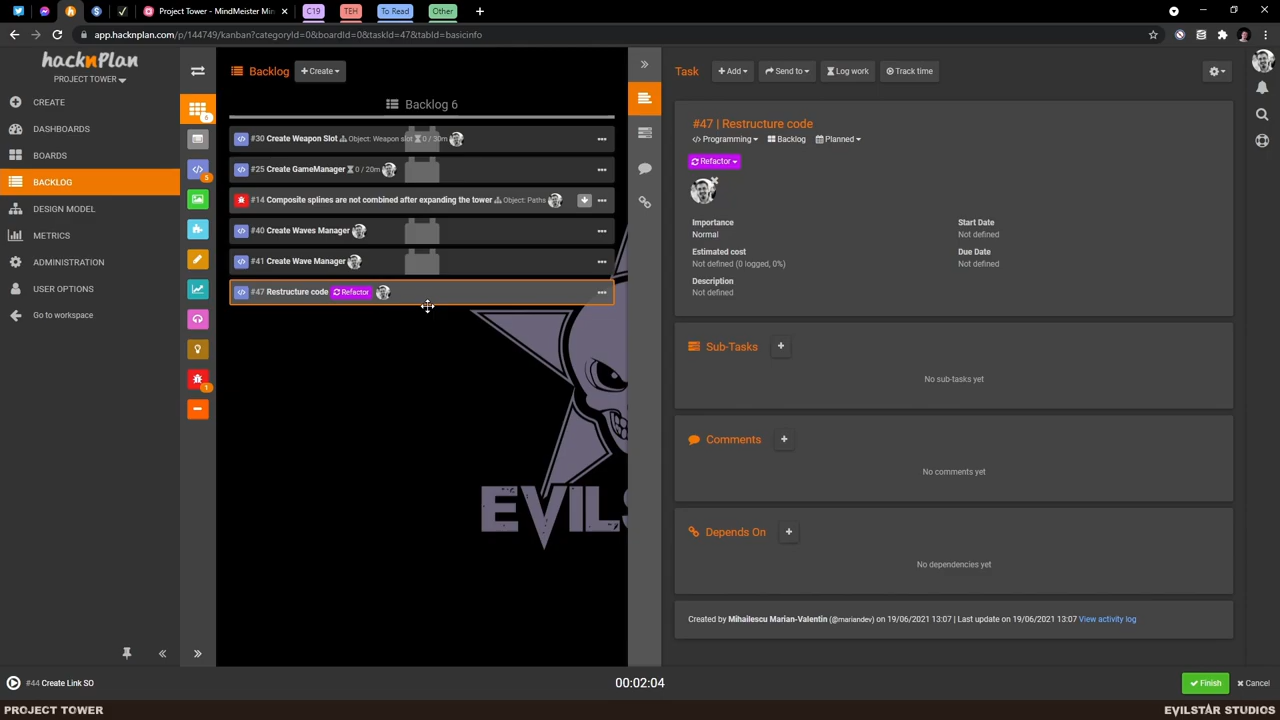 Project Tower - MindMeister Min
C19
TEH
To Read
Other
app.hacknplan.com/p/144749/kanban?categoryId=0&boardId=0&taskId=47&tabId=basicinfo
hacknPlan
PROJECT TOWER
CREATE
DASHBOARDS
BOARDS
BACKLOG
DESIGN MODEL
METRICS
ADMINISTRATION
USER OPTIONS
Go to workspace
6
5
1
Backlog
Create
Backlog 6
#30 Create Weapon Slot Object: Weapon slot 0 / 30m
#25 Create GameManager 0 / 20m
#14 Composite splines are not combined after expanding the tower Object: Paths
#40 Create Waves Manager
#41 Create Wave Manager
#47 Restructure code Refactor
EVILS
Task
Add
Send to
Log work
Track time
#47 | Restructure code
Programming
Backlog
Planned
Refactor
Importance
Normal
Start Date
Not defined
Estimated cost
Not defined (0 logged, 0%)
Due Date
Not defined
Description
Not defined
Sub-Tasks
No sub-tasks yet
Comments
No comments yet
Depends On
No dependencies yet
Created by Mihailescu Marian-Valentin (@mariandev) on 19/06/2021 13:07 | Last update on 19/06/2021 13:07 View activity log
#44 Create Link SO
00:02:04
Finish
Cancel
PROJECT TOWER
EVILSTAR STUDIOS